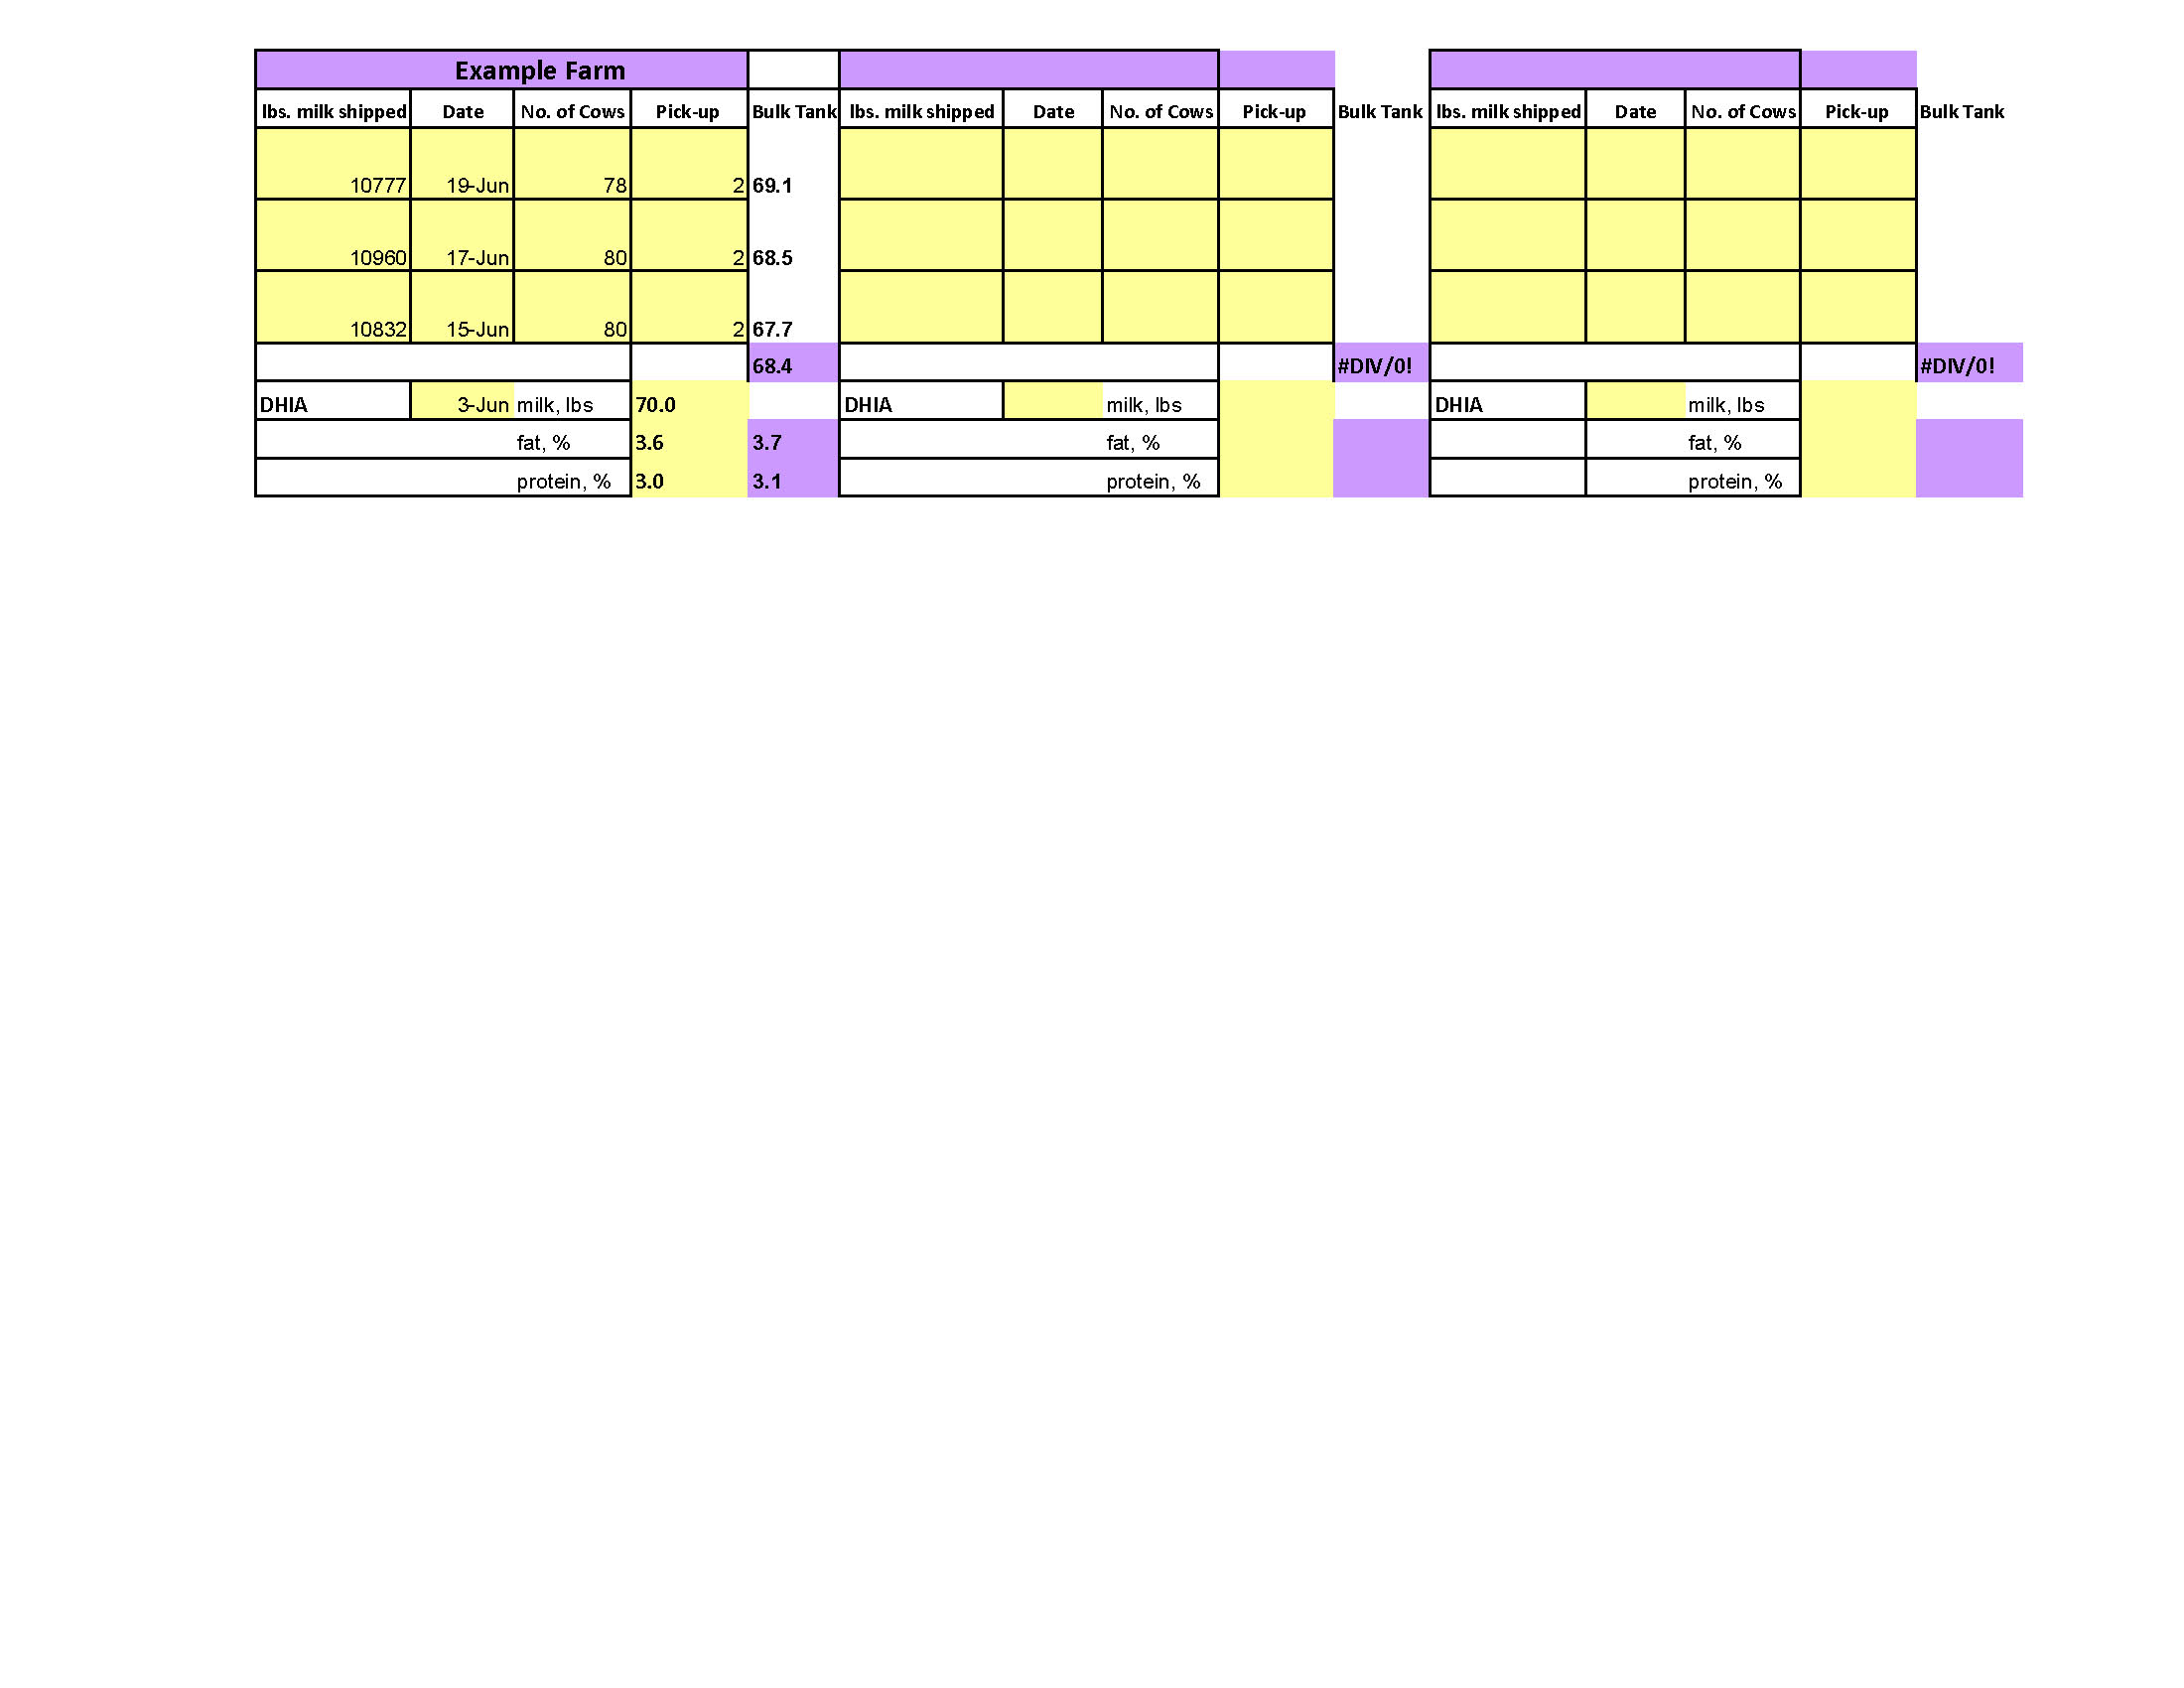 Example Farm
lbs. milk shipped Date No. of Cows Pick-up Bulk Tank lbs. milk shipped Date No. of Cows Pick-up Bulk Tank lbs. milk shipped Date No. of Cows Pick-up Bulk Tank
10777 19-Jun 78 2 69.1
10960 17-Jun 80 2 68.5
10832 15-Jun 80 2 67.7
68.4 #DIV/0! #DIV/0!
DHIA 3-Jun milk, lbs 70.0 DHIA milk, lbs DHIA milk, lbs
fat, % 3.6 3.7 fat, % fat, %
protein, % 3.0 3.1 protein, % protein, %